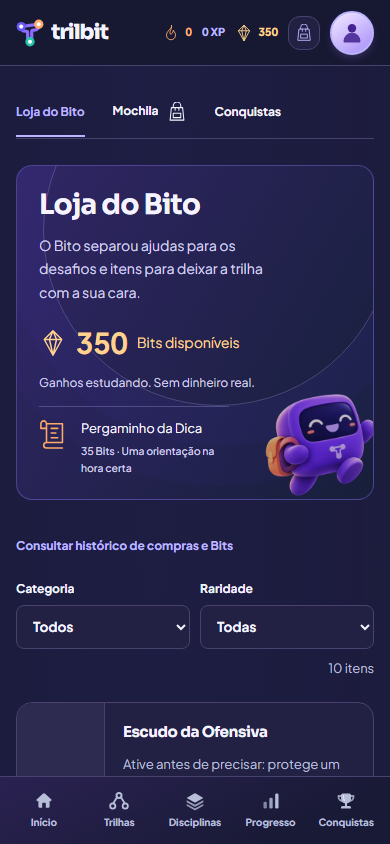 trilbit
0 0 XP 350
Loja do Bito Mochila Conquistas
Loja do Bito
O Bito separou ajudas para os
desafios e itens para deixar a trilha
com a sua cara.
350 Bits disponíveis
Ganhos estudando. Sem dinheiro real.
Pergaminho da Dica
35 Bits · Uma orientação na
hora certa
Consultar histórico de compras e Bits
Categoria Raridade
Todos Todas
10 itens
Escudo da Ofensiva
Ative antes de precisar: protege um
Início Trilhas Disciplinas Progresso Conquistas